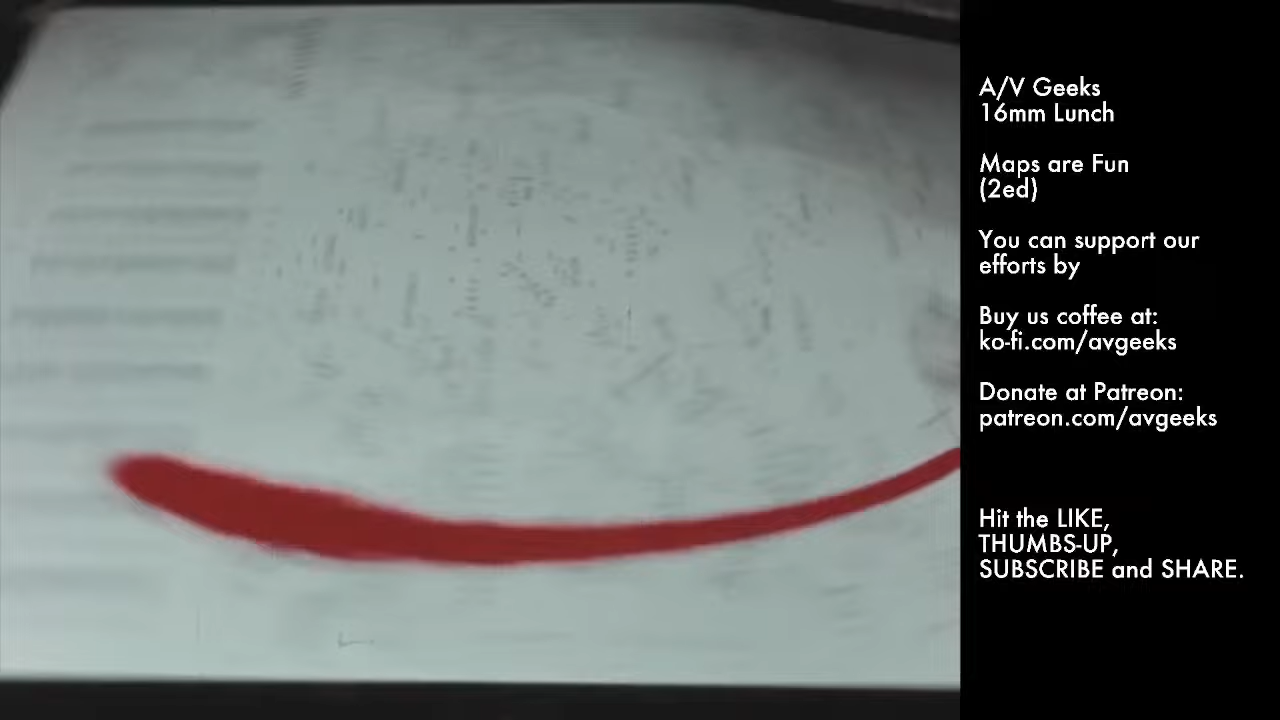 A/V Geeks
16mm Lunch
Maps are Fun
(2ed)
You can support our
efforts by
Buy us coffee at:
ko-fi.com/avgeeks
Donate at Patreon:
patreon.com/avgeeks
Hit the LIKE,
THUMBS-UP,
SUBSCRIBE and SHARE.